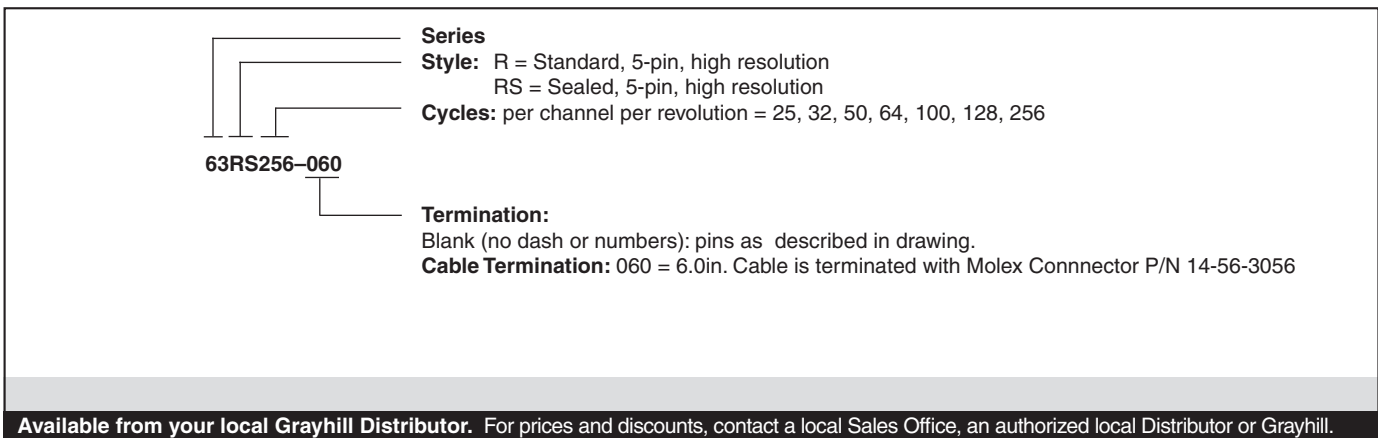 Series
Style: R = Standard, 5-pin, high resolution
RS = Sealed, 5-pin, high resolution
Cycles: per channel per revolution = 25, 32, 50, 64, 100, 128, 256
63RS256–060
Termination:
Blank (no dash or numbers): pins as described in drawing.
Cable Termination: 060 = 6.0in. Cable is terminated with Molex Connnector P/N 14-56-3056
Available from your local Grayhill Distributor. For prices and discounts, contact a local Sales Office, an authorized local Distributor or Grayhill.